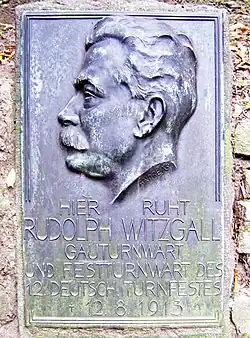 HIER RUHT
RUDOLPH WITZGALL
GAUTURNWART
UND FESTTURNWART DES
12. DEUTSCH. TURNFESTES
† 12. 8. 1913